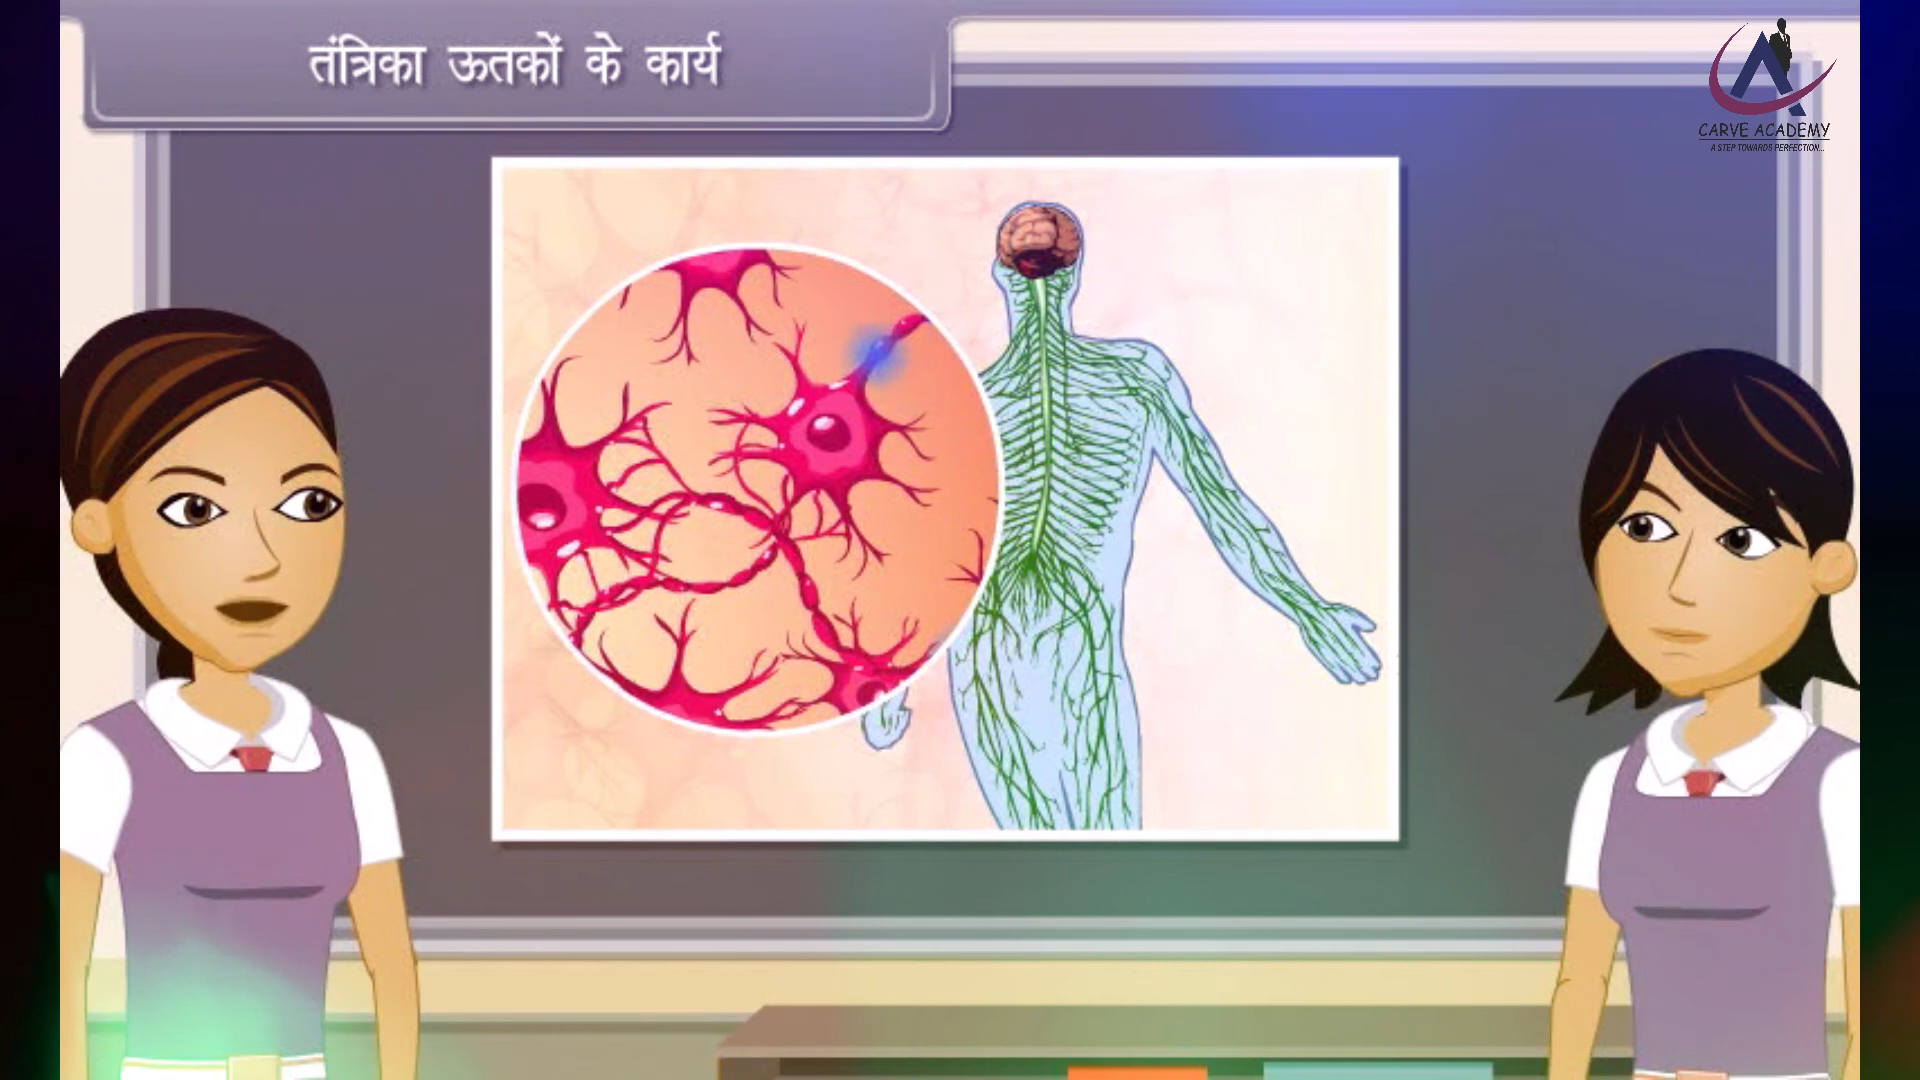 तंत्रिका ऊतकों के कार्य
CARVE ACADEMY
A STEP TOWARDS PERFECTION...